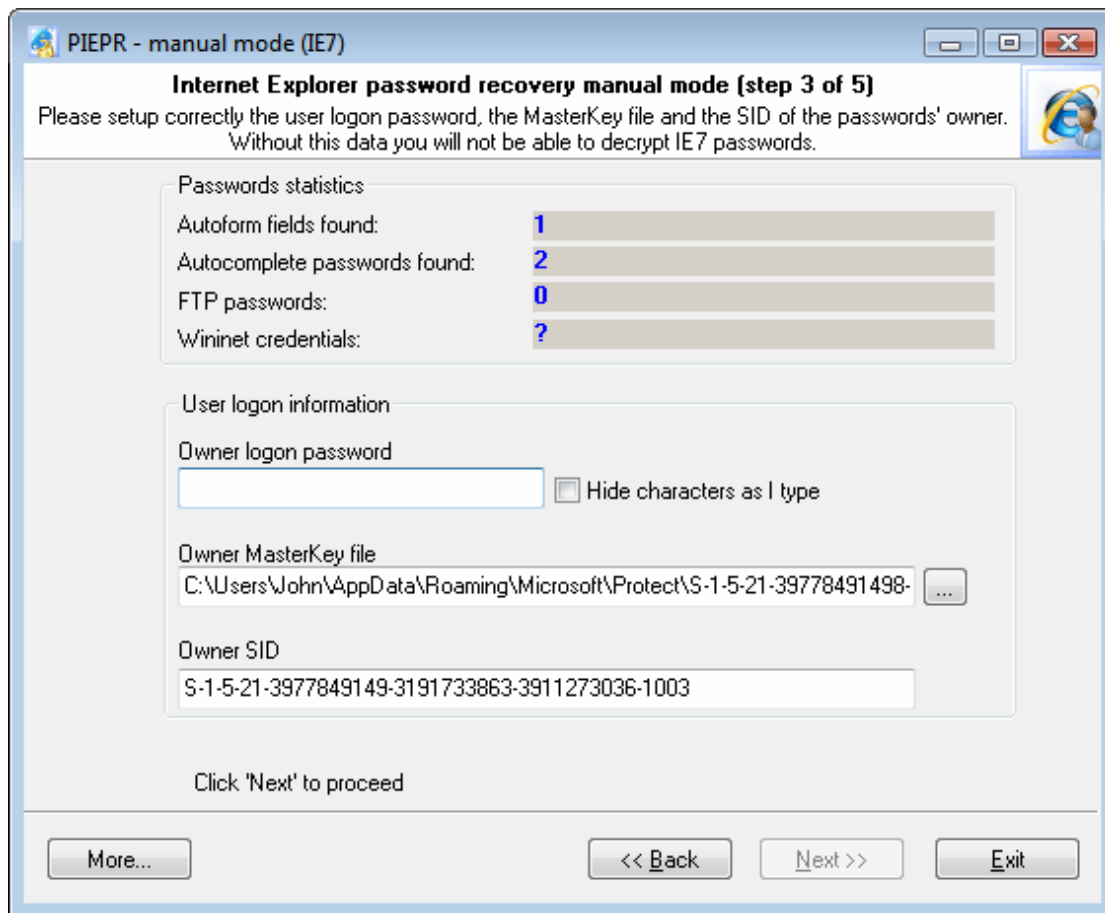 PIEPR - manual mode (IE7)
Internet Explorer password recovery manual mode (step 3 of 5)
Please setup correctly the user logon password, the MasterKey file and the SID of the passwords' owner.
Without this data you will not be able to decrypt IE7 passwords.
Passwords statistics
Autoform fields found: 1
Autocomplete passwords found: 2
FTP passwords: 0
Wininet credentials: ?
User logon information
Owner logon password
Hide characters as I type
Owner MasterKey file
C:\Users\John\AppData\Roaming\Microsoft\Protect\S-1-5-21-39778491498- ...
Owner SID
S-1-5-21-3977849149-3191733863-3911273036-1003
Click 'Next' to proceed
More... << Back Next >> Exit